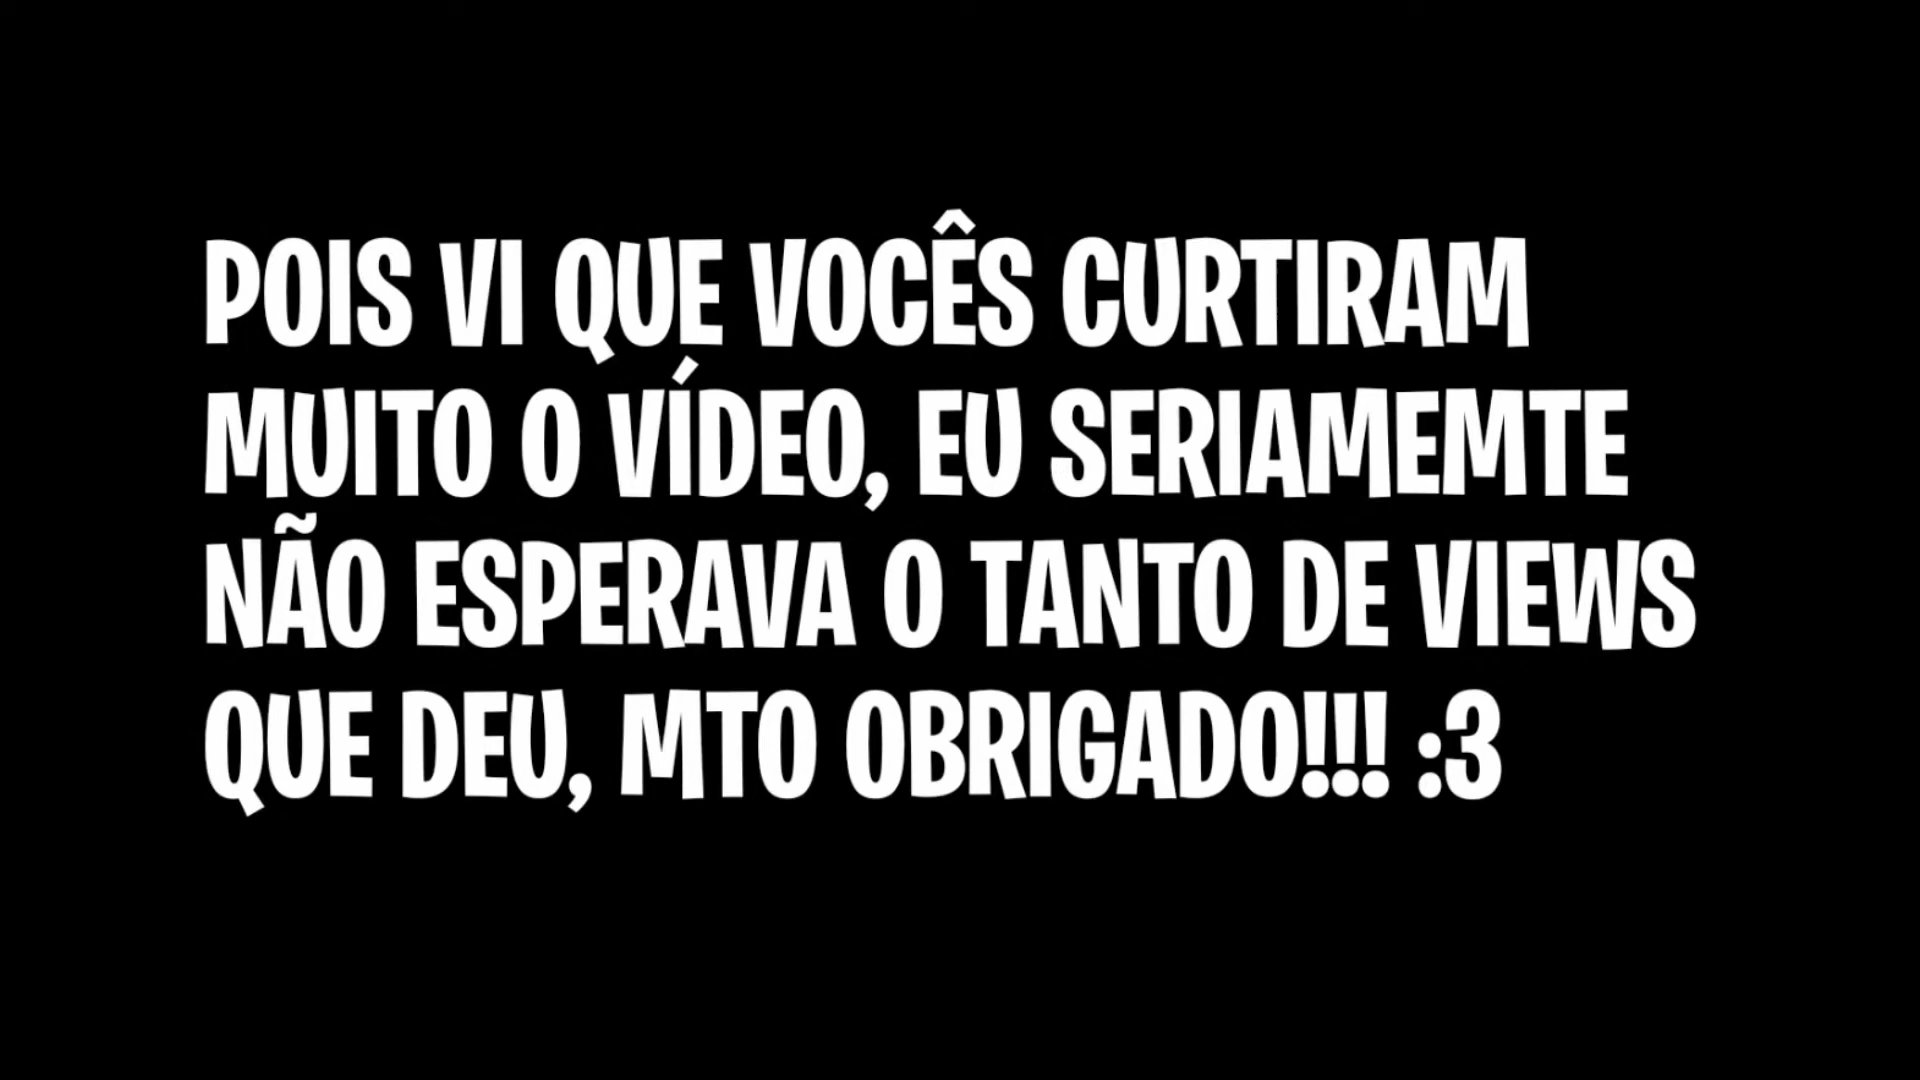 POIS VI QUE VOCÊS CURTIRAM
MUITO O VÍDEO, EU SERIAMEMTE
NÃO ESPERAVA O TANTO DE VIEWS
QUE DEU, MTO OBRIGADO!!! :3